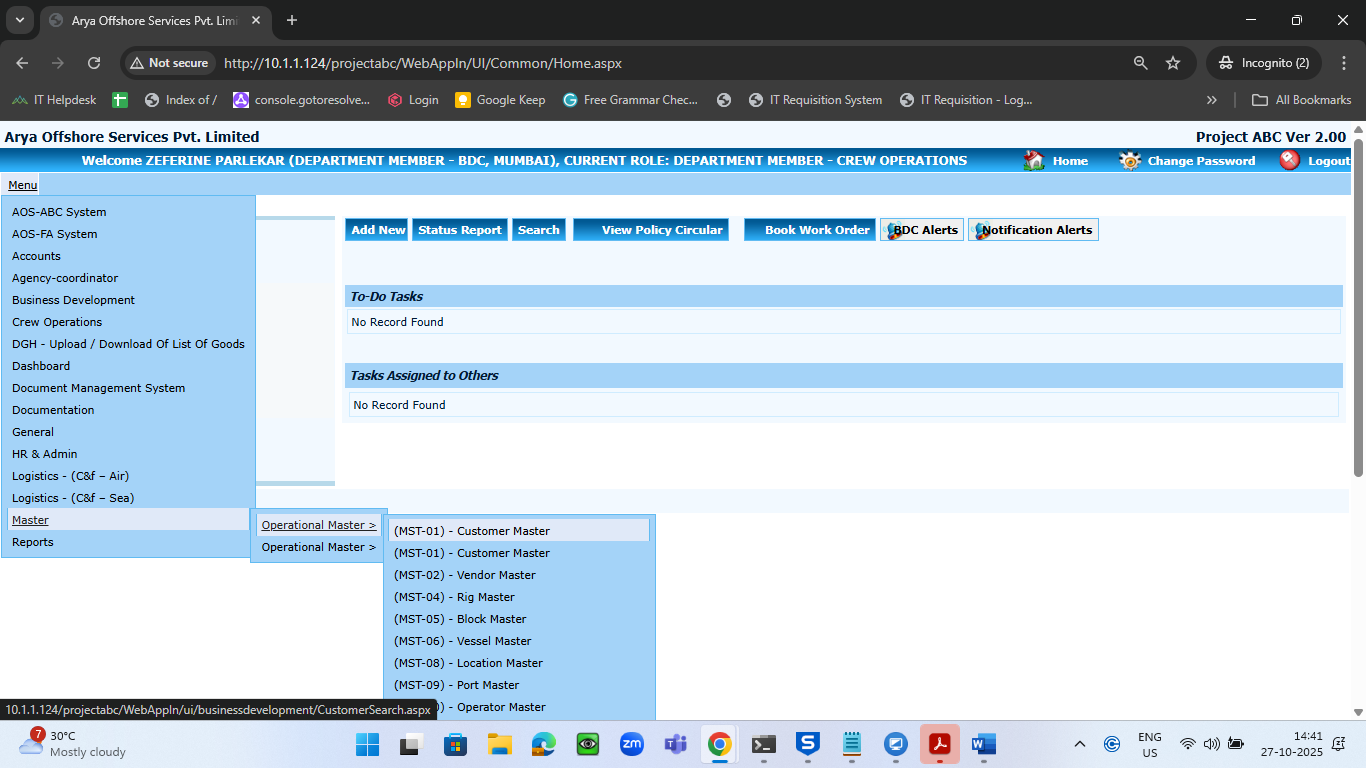 Arya Offshore Services Pvt. Limi
Not secure
http://10.1.1.124/projectabc/WebAppIn/UI/Common/Home.aspx
Incognito (2)
IT Helpdesk
Index of /
console.gotoresolve...
Login
Google Keep
Free Grammar Chec...
IT Requisition System
IT Requisition - Log...
»
All Bookmarks
Arya Offshore Services Pvt. Limited
Project ABC Ver 2.00
Welcome ZEFERINE PARLEKAR (DEPARTMENT MEMBER - BDC, MUMBAI), CURRENT ROLE: DEPARTMENT MEMBER - CREW OPERATIONS
Home
Change Password
Logout
Menu
AOS-ABC System
AOS-FA System
Accounts
Agency-coordinator
Business Development
Crew Operations
DGH - Upload / Download Of List Of Goods
Dashboard
Document Management System
Documentation
General
HR & Admin
Logistics - (C&f – Air)
Logistics - (C&f – Sea)
Master
Reports
Add New
Status Report
Search
View Policy Circular
Book Work Order
BDC Alerts
Notification Alerts
To-Do Tasks
No Record Found
Tasks Assigned to Others
No Record Found
Operational Master >
Operational Master >
(MST-01) - Customer Master
(MST-01) - Customer Master
(MST-02) - Vendor Master
(MST-04) - Rig Master
(MST-05) - Block Master
(MST-06) - Vessel Master
(MST-08) - Location Master
(MST-09) - Port Master
) - Operator Master
10.1.1.124/projectabc/WebAppIn/ui/businessdevelopment/CustomerSearch.aspx
7
30°C
Mostly cloudy
zm
ENG
US
14:41
27-10-2025